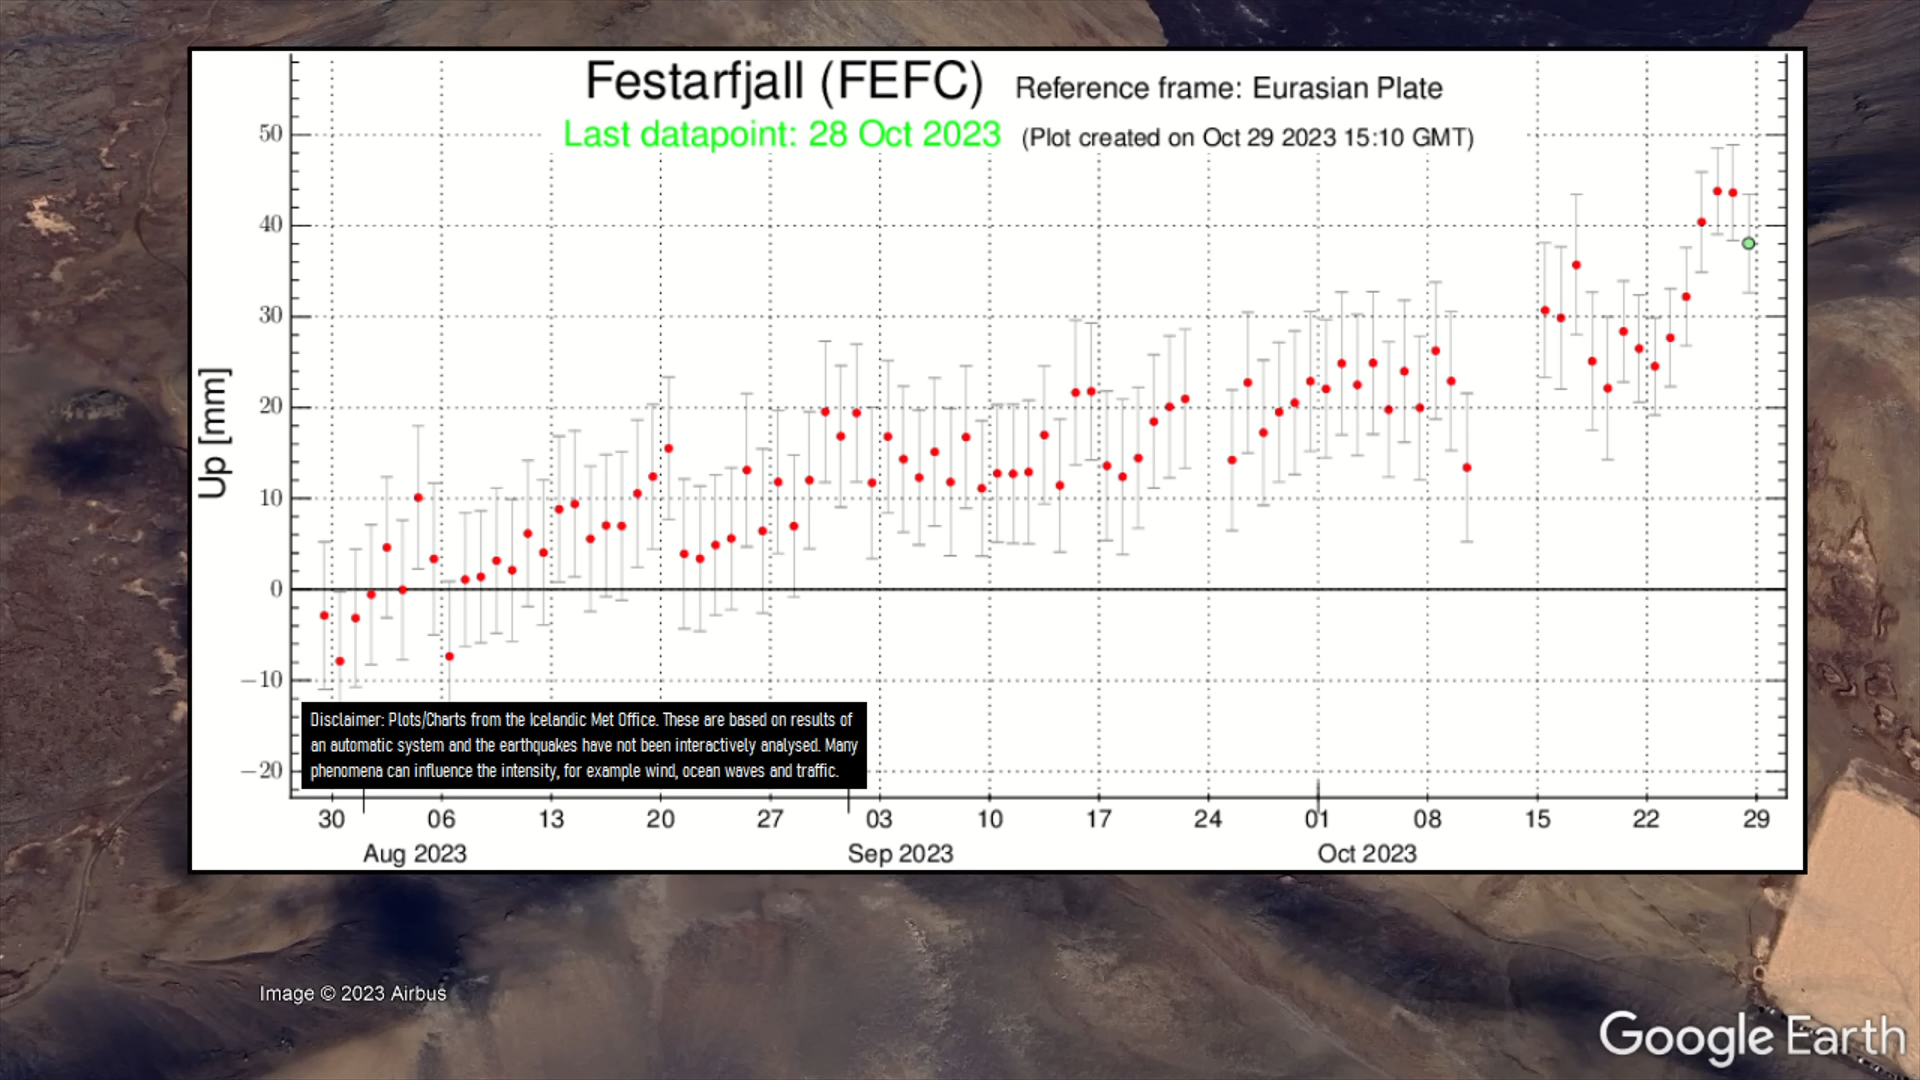 Festarfjall (FEFC) Reference frame: Eurasian Plate
Last datapoint: 28 Oct 2023 (Plot created on Oct 29 2023 15:10 GMT)
50
40
30
20
10
0
−10
−20
Up [mm]
Disclaimer: Plots/Charts from the Icelandic Met Office. These are based on results of
an automatic system and the earthquakes have not been interactively analysed. Many
phenomena can influence the intensity, for example wind, ocean waves and traffic.
30 06 13 20 27 03 10 17 24 01 08 15 22 29
Aug 2023 Sep 2023 Oct 2023
Image © 2023 Airbus
Google Earth